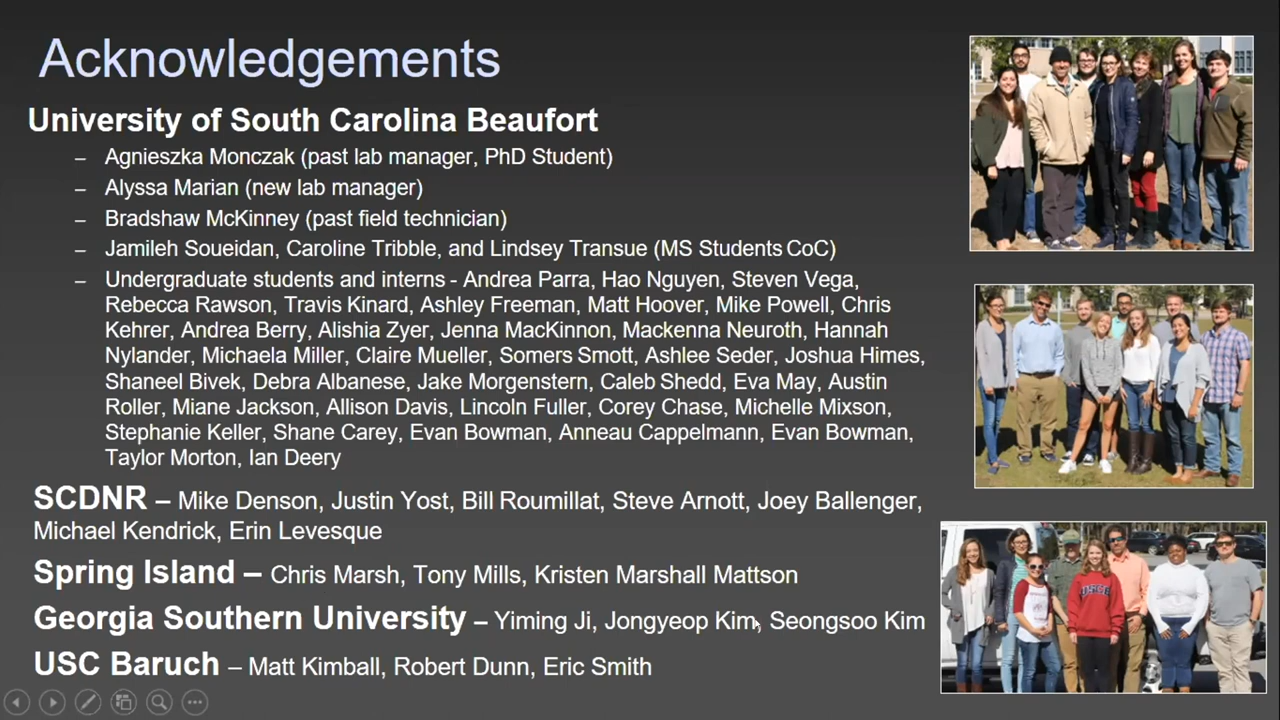 Acknowledgements
University of South Carolina Beaufort
– Agnieszka Monczak (past lab manager, PhD Student)
– Alyssa Marian (new lab manager)
– Bradshaw McKinney (past field technician)
– Jamileh Soueidan, Caroline Tribble, and Lindsey Transue (MS Students CoC)
– Undergraduate students and interns - Andrea Parra, Hao Nguyen, Steven Vega,
Rebecca Rawson, Travis Kinard, Ashley Freeman, Matt Hoover, Mike Powell, Chris
Kehrer, Andrea Berry, Alishia Zyer, Jenna MacKinnon, Mackenna Neuroth, Hannah
Nylander, Michaela Miller, Claire Mueller, Somers Smott, Ashlee Seder, Joshua Himes,
Shaneel Bivek, Debra Albanese, Jake Morgenstern, Caleb Shedd, Eva May, Austin
Roller, Miane Jackson, Allison Davis, Lincoln Fuller, Corey Chase, Michelle Mixson,
Stephanie Keller, Shane Carey, Evan Bowman, Anneau Cappelmann, Evan Bowman,
Taylor Morton, Ian Deery
SCDNR – Mike Denson, Justin Yost, Bill Roumillat, Steve Arnott, Joey Ballenger,
Michael Kendrick, Erin Levesque
Spring Island – Chris Marsh, Tony Mills, Kristen Marshall Mattson
Georgia Southern University – Yiming Ji, Jongyeop Kim, Seongsoo Kim
USC Baruch – Matt Kimball, Robert Dunn, Eric Smith
USCB